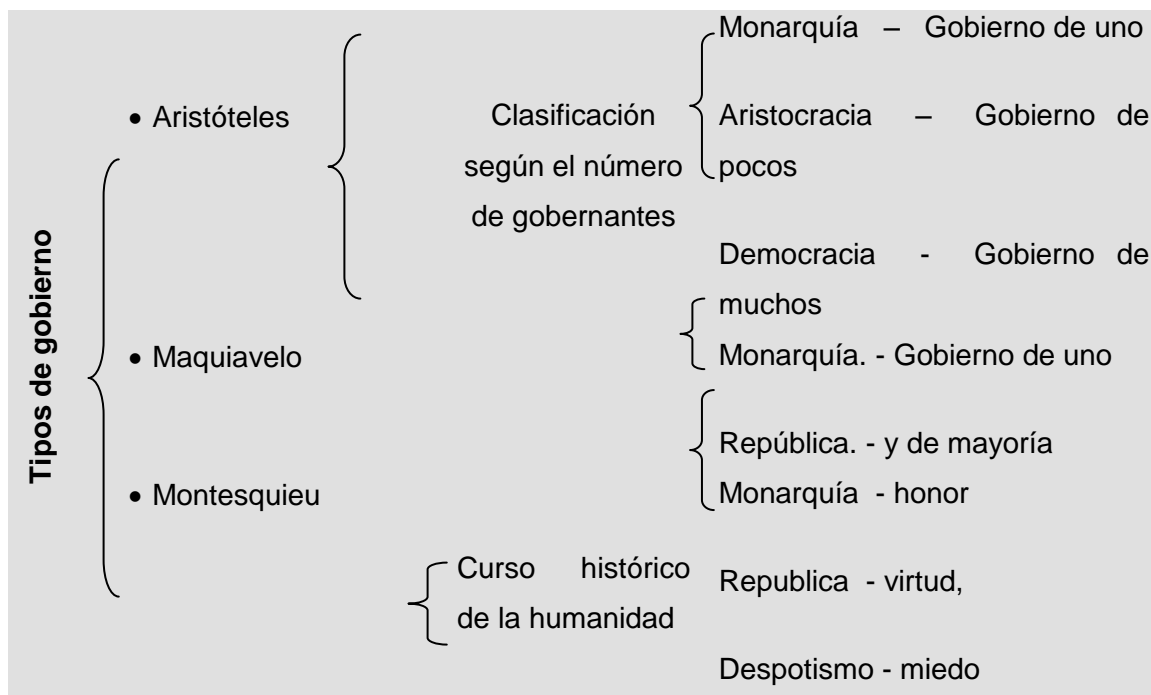 Tipos de gobierno
• Aristóteles
Clasificación
según el número
de gobernantes
Monarquía – Gobierno de uno
Aristocracia – Gobierno de
pocos
Democracia - Gobierno de
muchos
• Maquiavelo
Monarquía. - Gobierno de uno
República. - y de mayoría
• Montesquieu
Curso histórico
de la humanidad
Monarquía - honor
Republica - virtud,
Despotismo - miedo